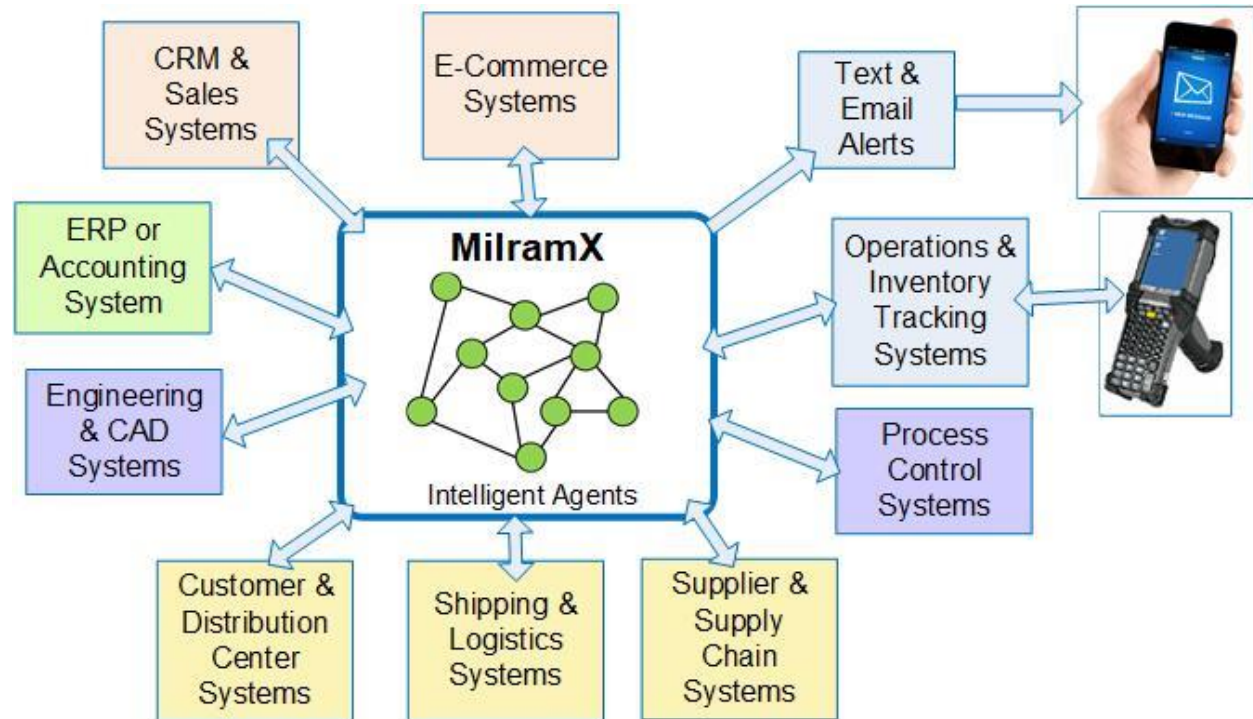 CRM &
Sales
Systems
E-Commerce
Systems
Text &
Email
Alerts
ERP or
Accounting
System
MilramX
Operations &
Inventory
Tracking
Systems
Engineering
& CAD
Systems
Intelligent Agents
Process
Control
Systems
Customer &
Distribution
Center
Systems
Shipping &
Logistics
Systems
Supplier &
Supply
Chain
Systems